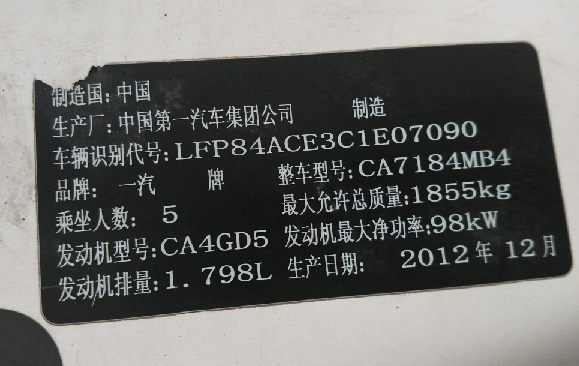 制造国: 中国
生产厂: 中国第一汽车集团公司 制造
车辆识别代号: LFP84ACE3C1E07090
品牌: 一汽 牌 整车型号: CA7184MB4
乘坐人数: 5 最大允许总质量: 1855kg
发动机型号: CA4GD5 发动机最大净功率: 98kW
发动机排量: 1.798L 生产日期: 2012年12月